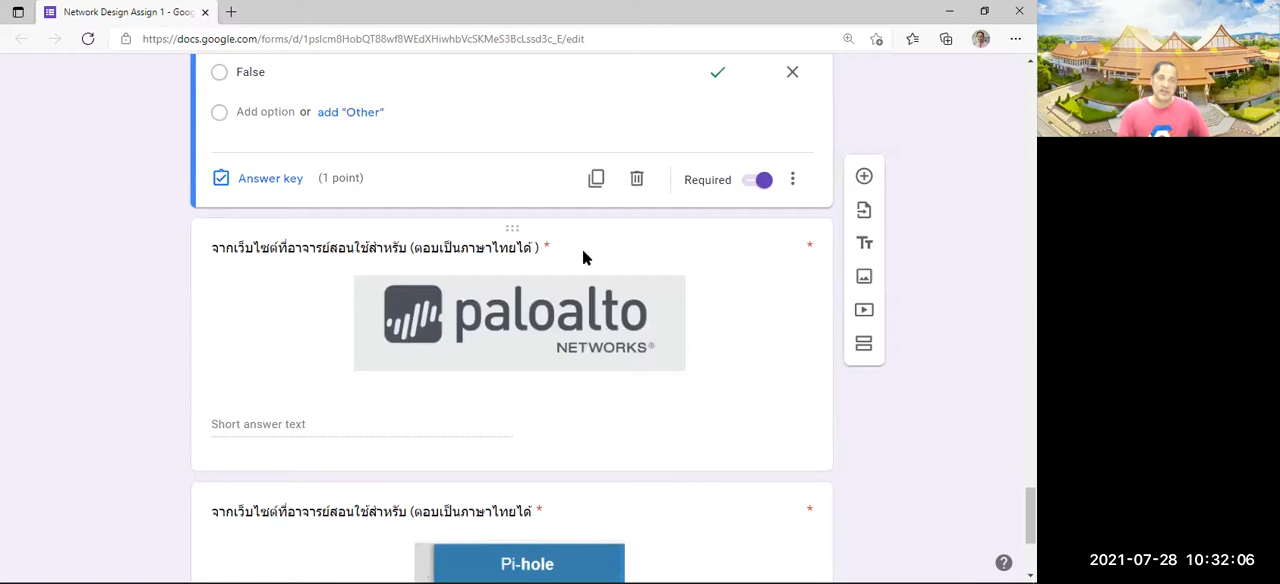 Network Design Assign 1 - Goog
https://docs.google.com/forms/d/1pslcm8HobQT88wf8WEdXHiwhbVcSKMeS3BcLssd3c_E/edit
False
Add option or add "Other"
Answer key (1 point)
Required
จากเว็บไซต์ที่อาจารย์สอนใช้สำหรับ (ตอบเป็นภาษาไทยได้ ) * *
paloalto
NETWORKS®
Short answer text
จากเว็บไซต์ที่อาจารย์สอนใช้สำหรับ (ตอบเป็นภาษาไทยได้ * *
Pi-hole
2021-07-28 10:32:06